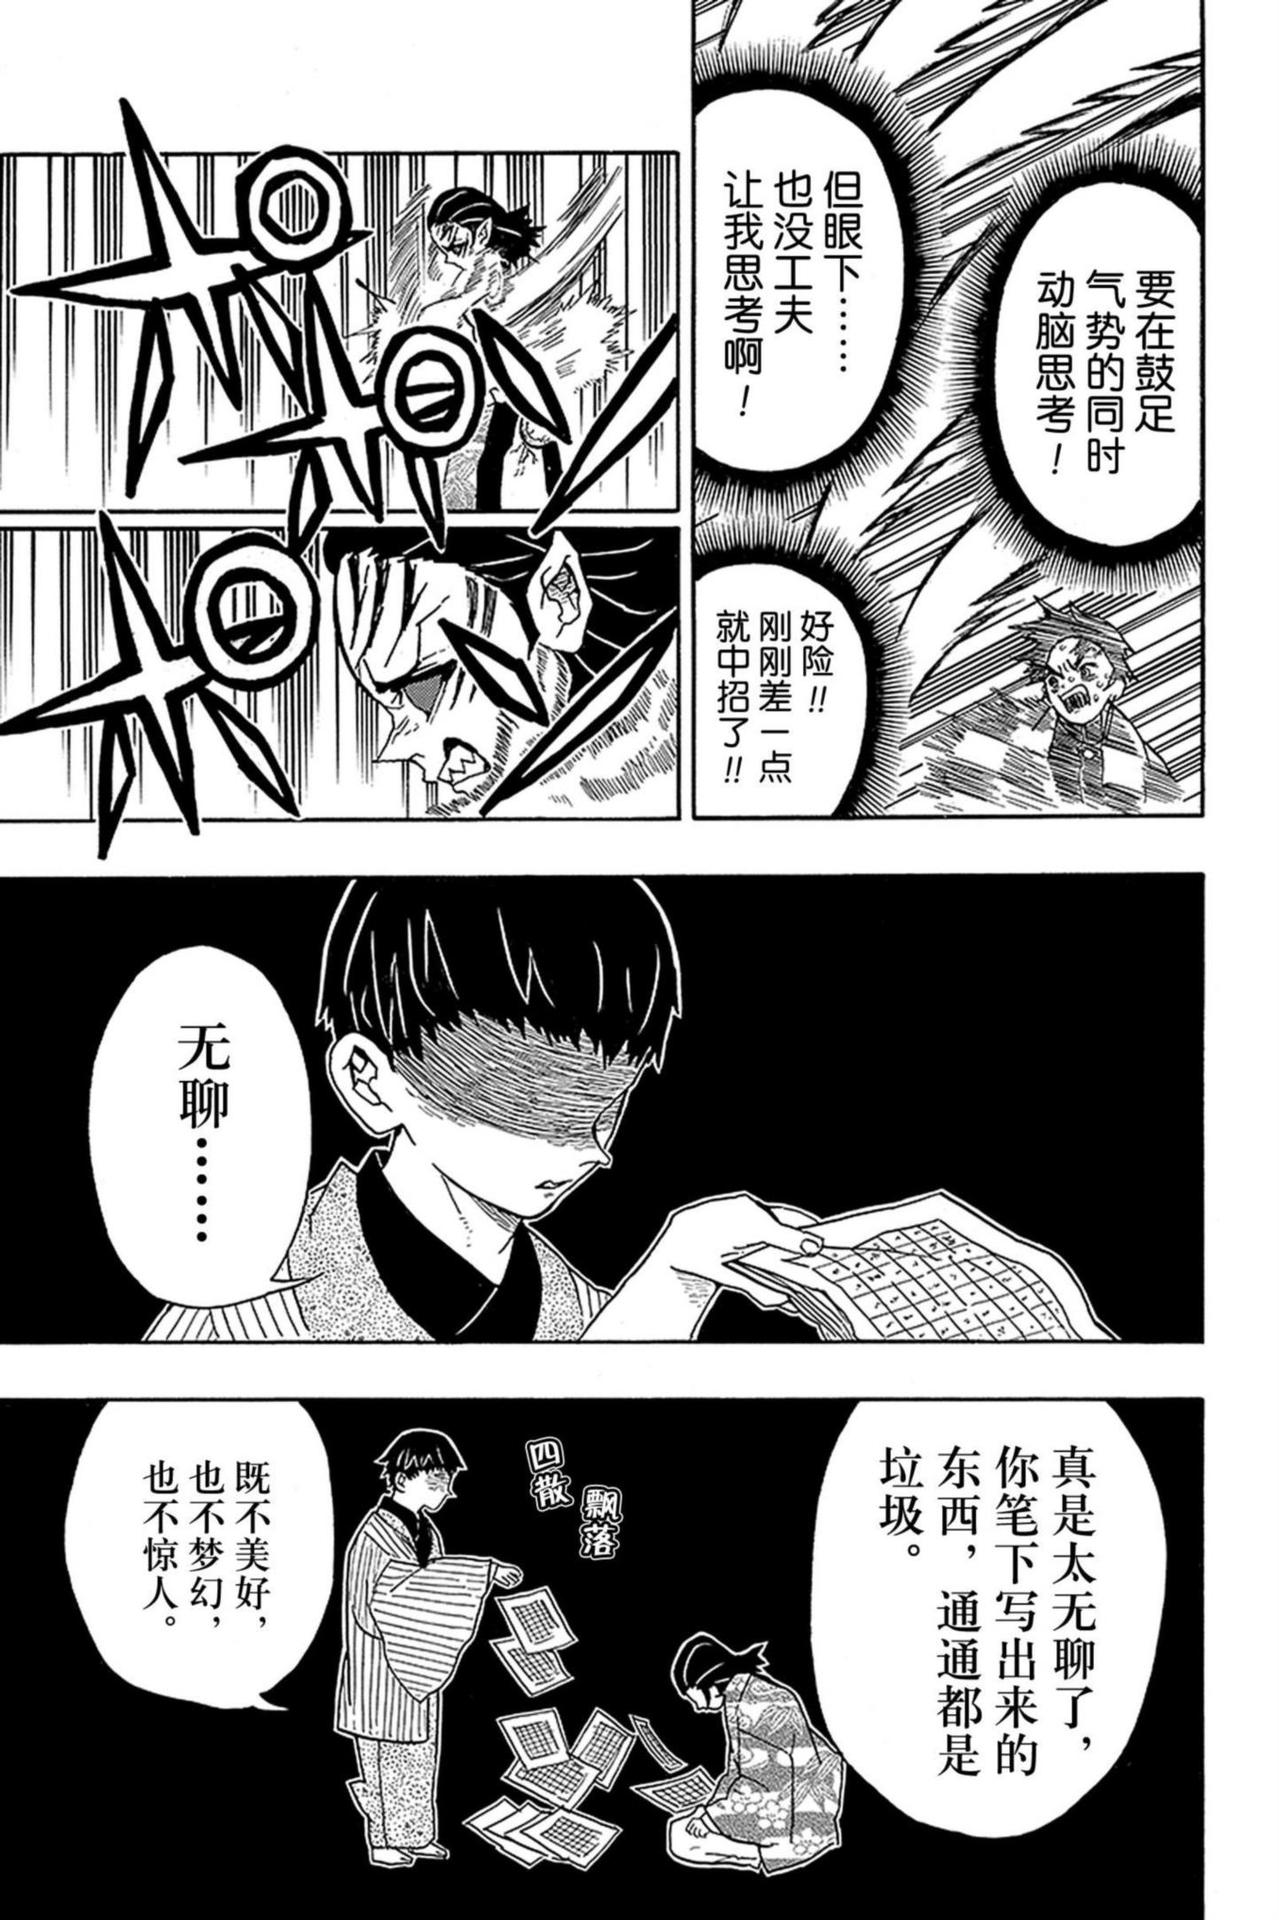 要在鼓足
气势的同时
动脑思考！
但眼下……
也没工夫
让我思考啊！
好险！！
刚刚差一点
就中招了！！
无聊……
真是太无聊了，
你笔下写出来的
东西，通通都是
垃圾。
四散
飘落
既不美好，
也不梦幻，
也不惊人。